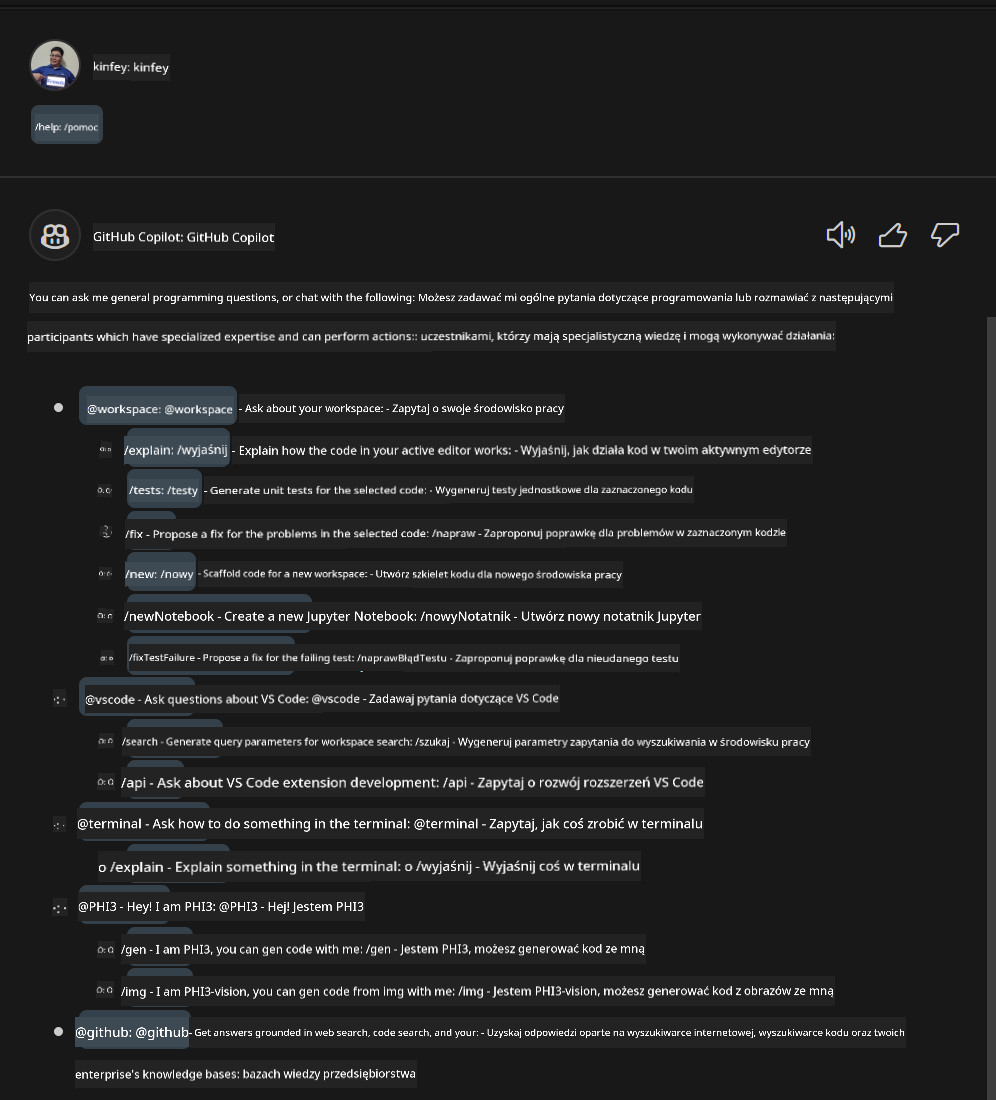 kinfey: kinfey
/help: /pomoc
GitHub Copilot: GitHub Copilot
You can ask me general programming questions, or chat with the following: Możesz zadawać mi ogólne pytania dotyczące programowania lub rozmawiać z następującymi
participants which have specialized expertise and can perform actions:: uczestnikami, którzy mają specjalistyczną wiedzę i mogą wykonywać działania:
@workspace: @workspace - Ask about your workspace: - Zapytaj o swoje środowisko pracy
/explain: /wyjaśnij - Explain how the code in your active editor works: - Wyjaśnij, jak działa kod w twoim aktywnym edytorze
/tests: /testy - Generate unit tests for the selected code: - Wygeneruj testy jednostkowe dla zaznaczonego kodu
/fix - Propose a fix for the problems in the selected code: /napraw - Zaproponuj poprawkę dla problemów w zaznaczonym kodzie
/new: /nowy - Scaffold code for a new workspace: - Utwórz szkielet kodu dla nowego środowiska pracy
/newNotebook - Create a new Jupyter Notebook: /nowyNotatnik - Utwórz nowy notatnik Jupyter
/fixTestFailure - Propose a fix for the failing test: /naprawBłądTestu - Zaproponuj poprawkę dla nieudanego testu
@vscode - Ask questions about VS Code: @vscode - Zadawaj pytania dotyczące VS Code
/search - Generate query parameters for workspace search: /szukaj - Wygeneruj parametry zapytania do wyszukiwania w środowisku pracy
/api - Ask about VS Code extension development: /api - Zapytaj o rozwój rozszerzeń VS Code
@terminal - Ask how to do something in the terminal: @terminal - Zapytaj, jak coś zrobić w terminalu
o /explain - Explain something in the terminal: o /wyjaśnij - Wyjaśnij coś w terminalu
@PHI3 - Hey! I am PHI3: @PHI3 - Hej! Jestem PHI3
/gen - I am PHI3, you can gen code with me: /gen - Jestem PHI3, możesz generować kod ze mną
/img - I am PHI3-vision, you can gen code from img with me: /img - Jestem PHI3-vision, możesz generować kod z obrazów ze mną
@github: @github - Get answers grounded in web search, code search, and your: - Uzyskaj odpowiedzi oparte na wyszukiwarce internetowej, wyszukiwarce kodu oraz twoich
enterprise's knowledge bases: bazach wiedzy przedsiębiorstwa